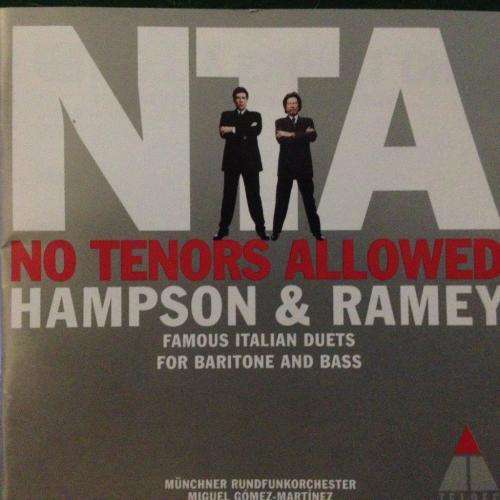 NTA
NO TENORS ALLOWED
HAMPSON & RAMEY
FAMOUS ITALIAN DUETS
FOR BARITONE AND BASS
MÜNCHNER RUNDFUNKORCHESTER
MIGUEL GÓMEZ-MARTÍNEZ